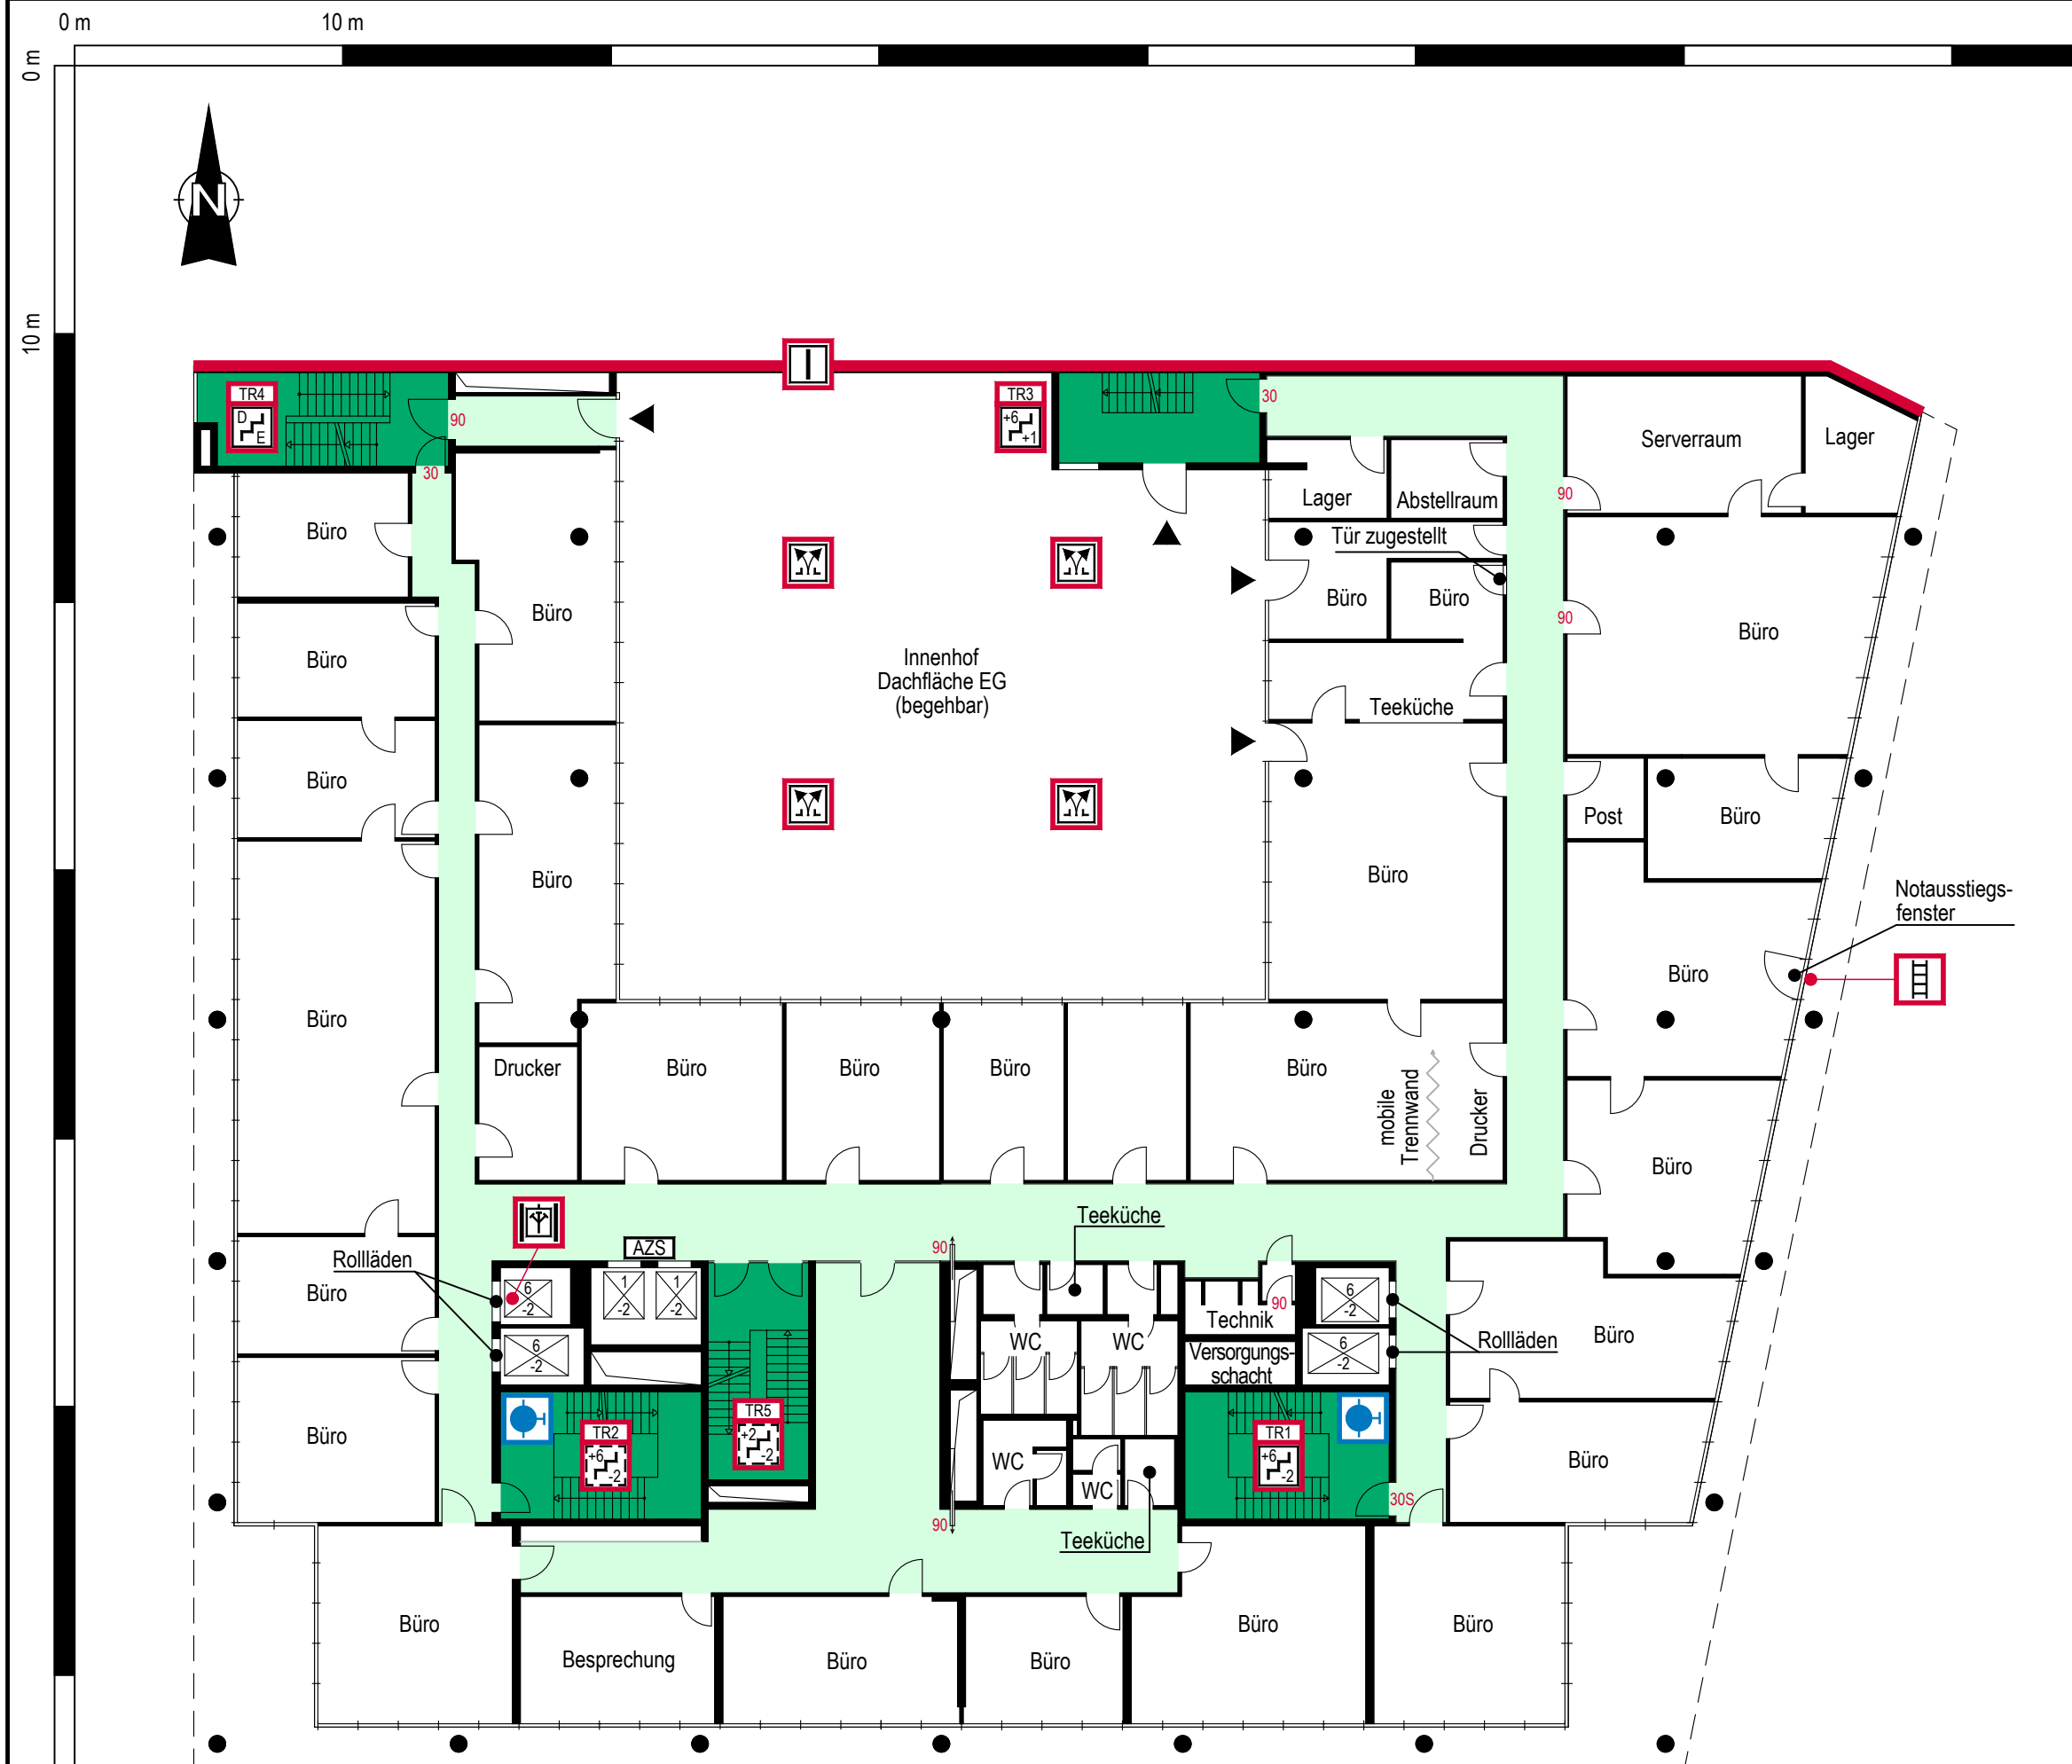 0 m
10 m
0 m
10 m
N
TR4
D
E
90
30
TR3
+6
+1
30
Serverraum
Lager
Lager
Abstellraum
90
Tür zugestellt
Büro
Büro
Büro
Büro
90
Büro
Büro
Innenhof
Dachfläche EG
(begehbar)
Teeküche
Büro
Post
Büro
Büro
Büro
Notausstiegs-
fenster
Büro
Büro
Drucker
Büro
Büro
Büro
Büro
mobile
Trennwand
Drucker
Büro
Teeküche
Rollläden
AZS
90
Büro
6
-2
1
-2
1
-2
6
-2
WC
WC
Technik
90
6
-2
Versorgungs-
schacht
6
-2
Rollläden
Büro
Büro
TR2
+6
-2
TR5
+2
-2
WC
WC
TR1
+6
-2
30S
Büro
90
Teeküche
Büro
Besprechung
Büro
Büro
Büro
Büro